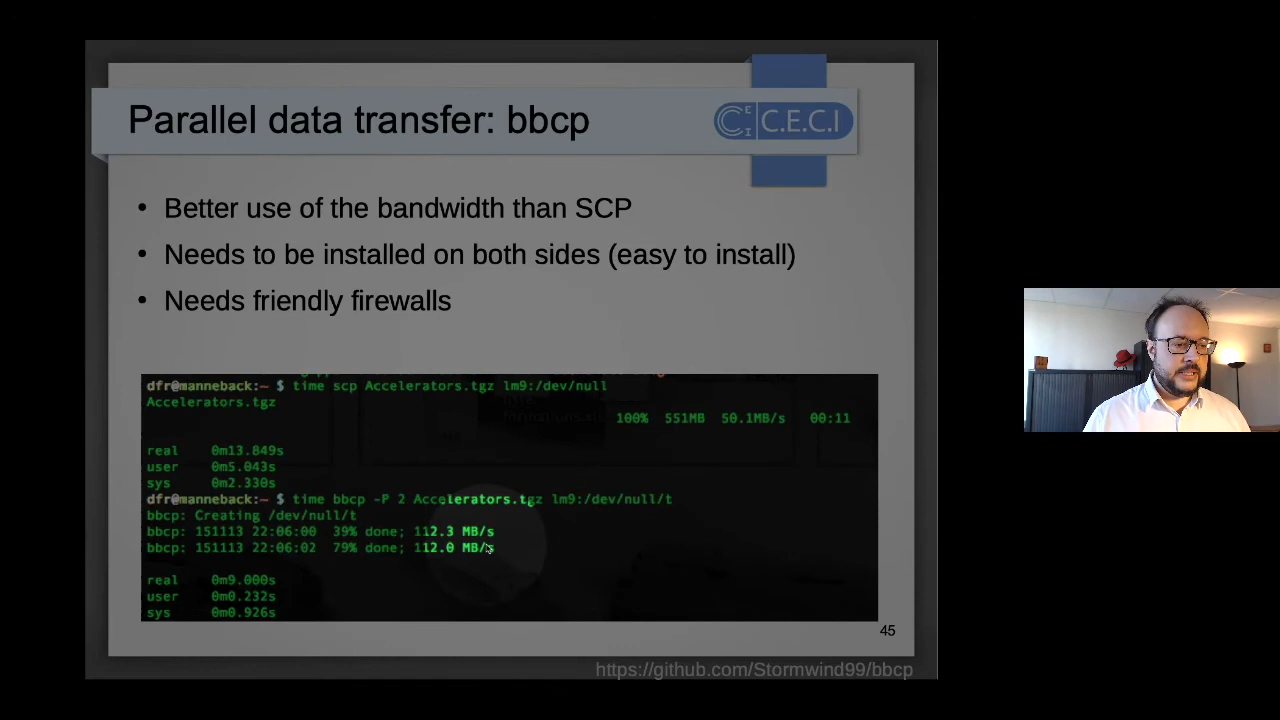 Parallel data transfer: bbcp
CECI C.E.C.I
• Better use of the bandwidth than SCP
• Needs to be installed on both sides (easy to install)
• Needs friendly firewalls
dfr@manneback:~ $ time scp Accelerators.tgz lm9:/dev/null
Accelerators.tgz
100% 551MB 50.1MB/s 00:11
real 0m13.849s
user 0m5.043s
sys 0m2.330s
dfr@manneback:~ $ time bbcp -P 2 Accelerators.tgz lm9:/dev/null/t
bbcp: Creating /dev/null/t
bbcp: 151113 22:06:00 39% done; 112.3 MB/s
bbcp: 151113 22:06:02 79% done; 112.0 MB/s
real 0m9.000s
user 0m0.232s
sys 0m0.926s
45
https://github.com/Stormwind99/bbcp